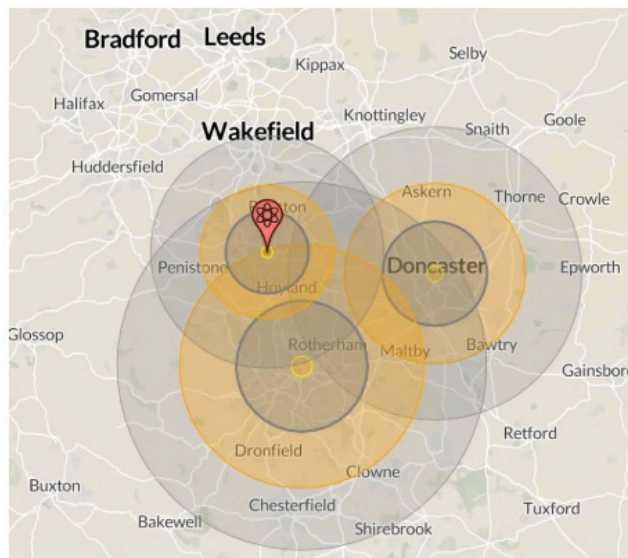 Bradford
Leeds
Selby
Kippax
Gomersal
Halifax
Knottingley
Goole
Wakefield
Snaith
Huddersfield
Askern
Thorne
Crowle
Penistone
Doncaster
Epworth
Hoyland
Glossop
Rotherham
Maltby
Bawtry
Retford
Dronfield
Clowne
Buxton
Chesterfield
Tuxford
Bakewell
Shirebrook